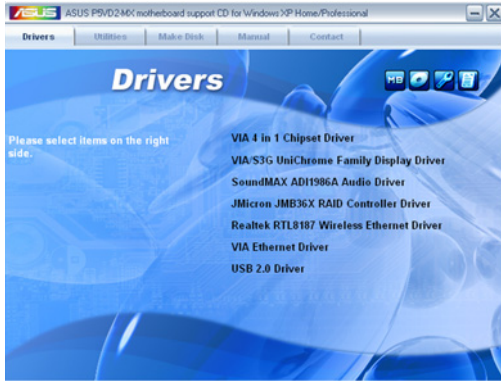 ASUS ASUS P5VD2-MX motherboard support CD for Windows XP Home/Professional
Drivers Utilities Make Disk Manual Contact
Drivers
MB
Please select items on the right
side.
VIA 4 in 1 Chipset Driver
VIA/S3G UniChrome Family Display Driver
SoundMAX ADI1986A Audio Driver
JMicron JMB36X RAID Controller Driver
Realtek RTL8187 Wireless Ethernet Driver
VIA Ethernet Driver
USB 2.0 Driver